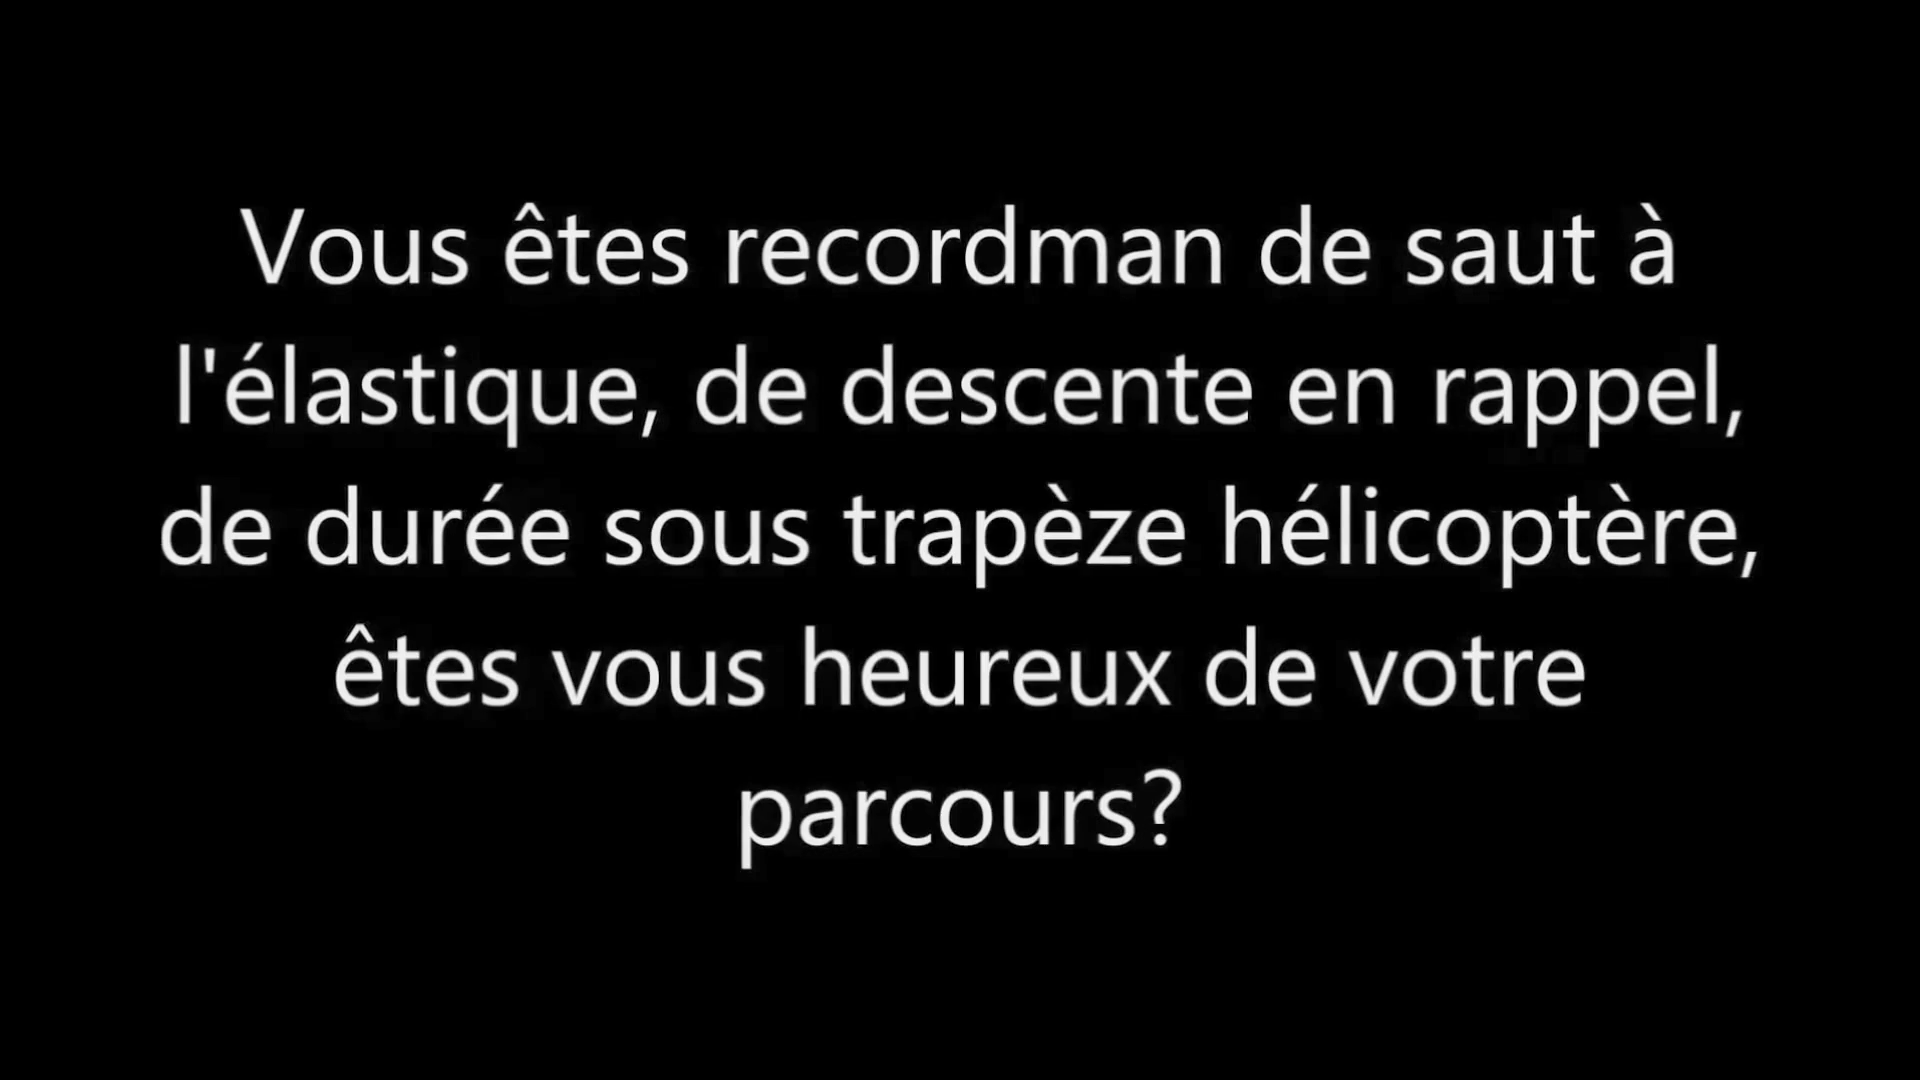 Vous êtes recordman de saut à
l'élastique, de descente en rappel,
de durée sous trapèze hélicoptère,
êtes vous heureux de votre
parcours?